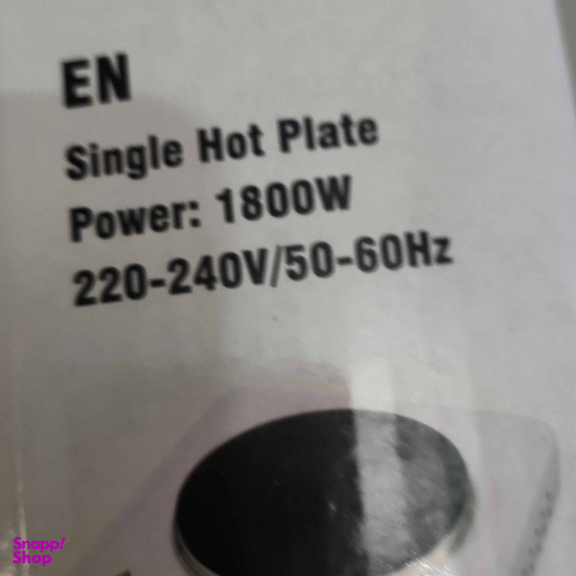 EN
Single Hot Plate
Power: 1800W
220-240V/50-60Hz
Snapp!
Shop